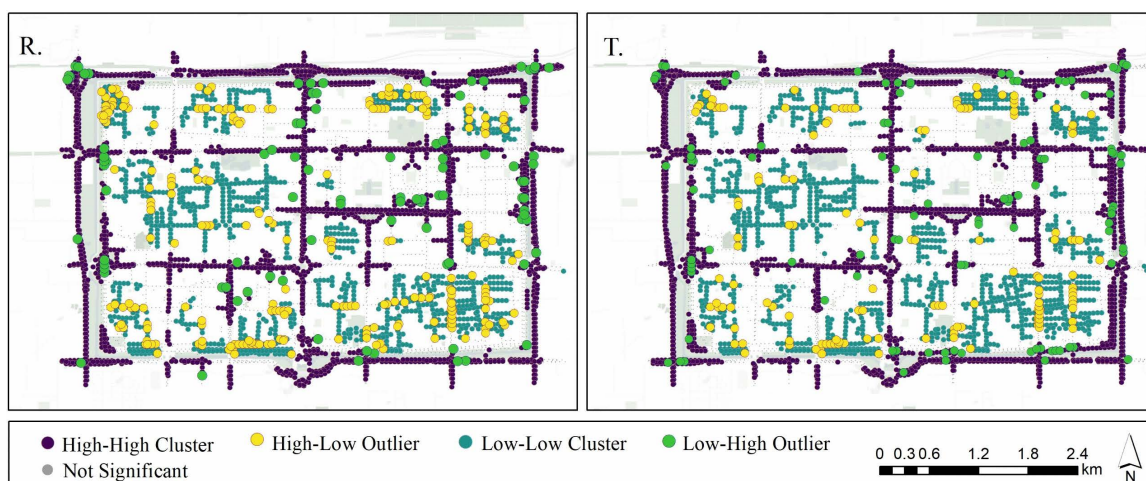 R.
T.
High-High Cluster
High-Low Outlier
Low-Low Cluster
Low-High Outlier
Not Significant
0 0.3 0.6 1.2 1.8 2.4
km
N